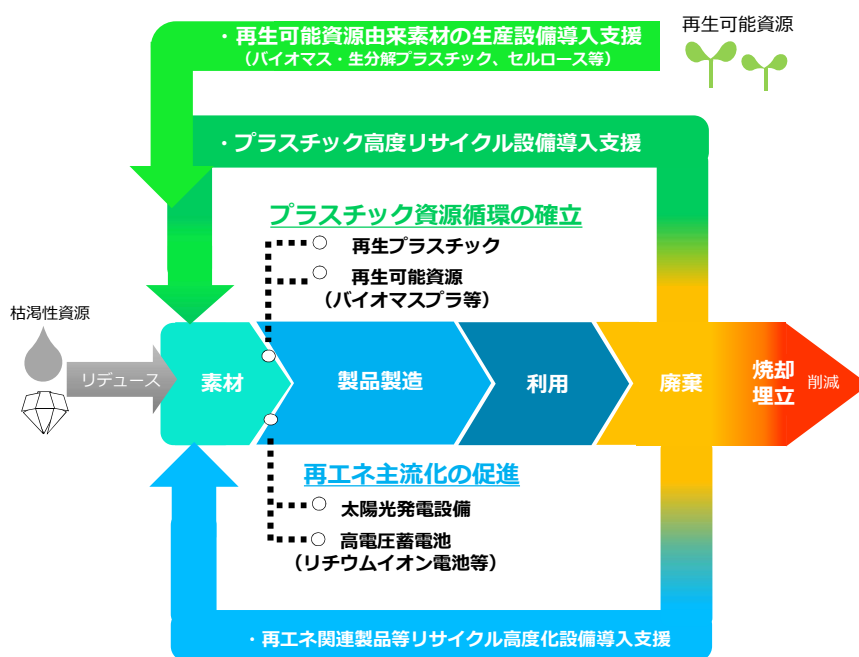 ・再生可能資源由来素材の生産設備導入支援
（バイオマス・生分解プラスチック、セルロース等）
再生可能資源
・プラスチック高度リサイクル設備導入支援
プラスチック資源循環の確立
再生プラスチック
再生可能資源
（バイオマスプラ等）
枯渇性資源
リデュース
素材
製品製造
利用
廃棄
焼却
埋立
削減
再エネ主流化の促進
太陽光発電設備
高電圧蓄電池
（リチウムイオン電池等）
・再エネ関連製品等リサイクル高度化設備導入支援